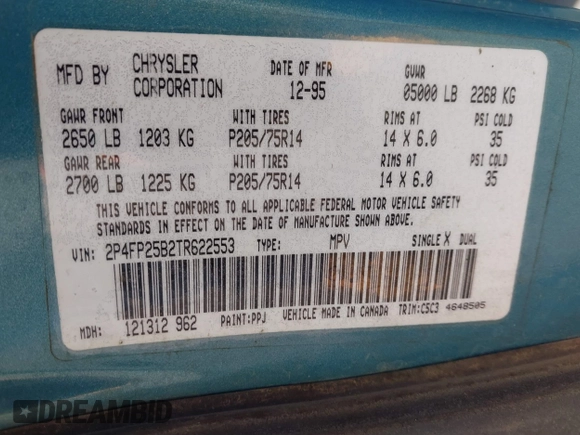 MFD BY CHRYSLER CORPORATION DATE OF MFR 12-95 GVWR 05000 LB 2268 KG
GAWR FRONT WITH TIRES RIMS AT PSI COLD
2650 LB 1203 KG P205/75R14 14 X 6.0 35
GAWR REAR WITH TIRES RIMS AT PSI COLD
2700 LB 1225 KG P205/75R14 14 X 6.0 35
THIS VEHICLE CONFORMS TO ALL APPLICABLE FEDERAL MOTOR VEHICLE SAFETY
STANDARDS IN EFFECT ON THE DATE OF MANUFACTURE SHOWN ABOVE.
VIN: 2P4FP25B2TR622553 TYPE: MPV SINGLE X DUAL
MDH: 121312 962 PAINT:PPJ VEHICLE MADE IN CANADA TRIM:C5C3 4648505
DREAMBID